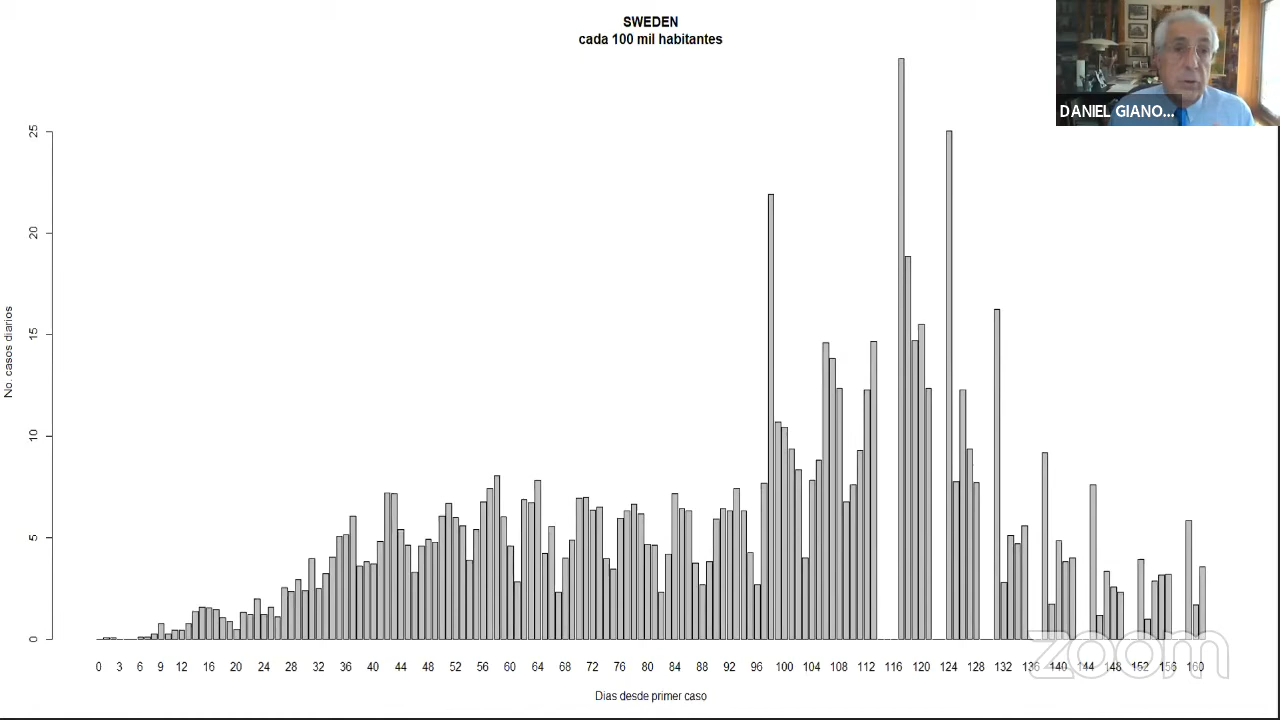 SWEDEN
cada 100 mil habitantes
DANIEL GIANO...
25
20
15
10
5
0
No. casos diarios
0 3 6 9 12 16 20 24 28 32 36 40 44 48 52 56 60 64 68 72 76 80 84 88 92 96 100 104 108 112 116 120 124 128 132 136 140 144 148 152 156 160
Dias desde primer caso
zoom